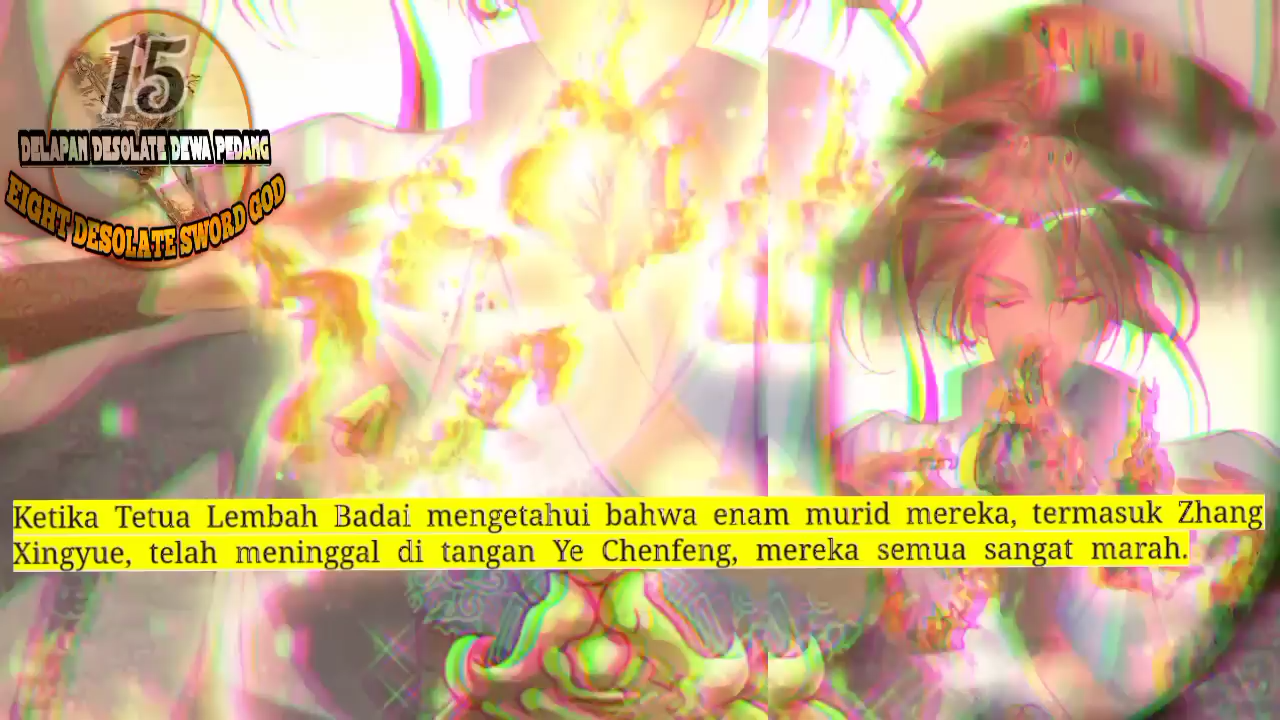 15
DELAPAN DESOLATE DEWA PEDANG
EIGHT DESOLATE SWORD GOD
Ketika Tetua Lembah Badai mengetahui bahwa enam murid mereka, termasuk Zhang
Xingyue, telah meninggal di tangan Ye Chenfeng, mereka semua sangat marah.